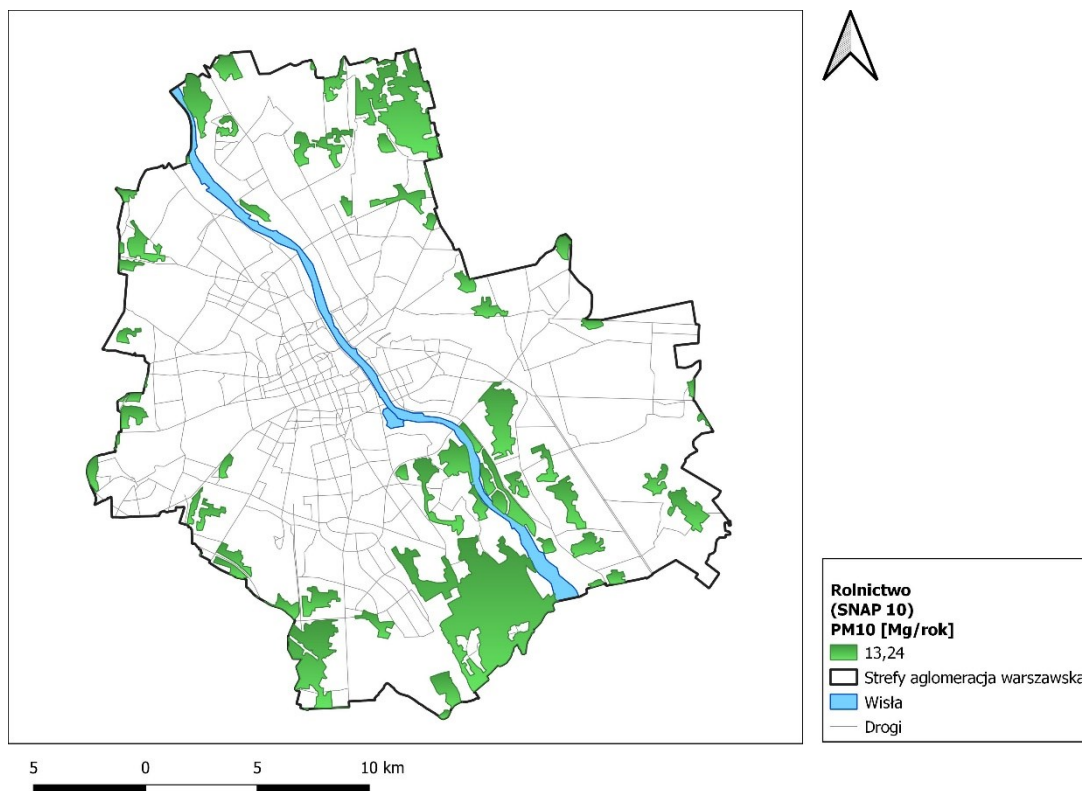 Rolnictwo
(SNAP 10)
PM10 [Mg/rok]
13,24
Strefy aglomeracja warszawska
Wisła
Drogi
5 0 5 10 km